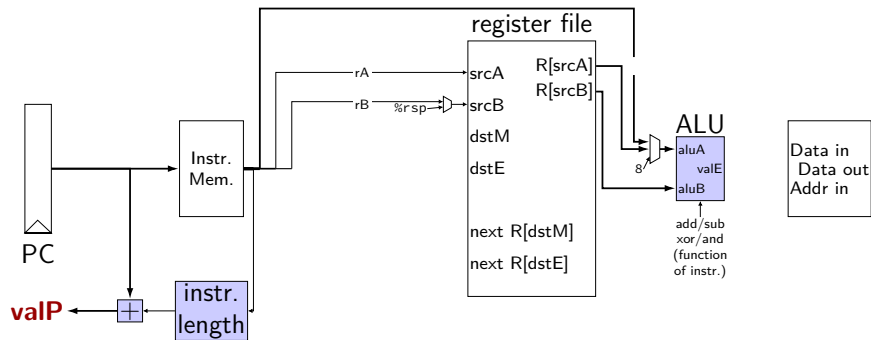 register file
rA
srcA
R[srcA]
R[srcB]
rB
%rsp
srcB
dstM
dstE
next R[dstM]
next R[dstE]
PC
Instr.
Mem.
instr.
length
+
valP
8
ALU
aluA
valE
aluB
add/sub
xor/and
(function
of instr.)
Data in
Data out
Addr in